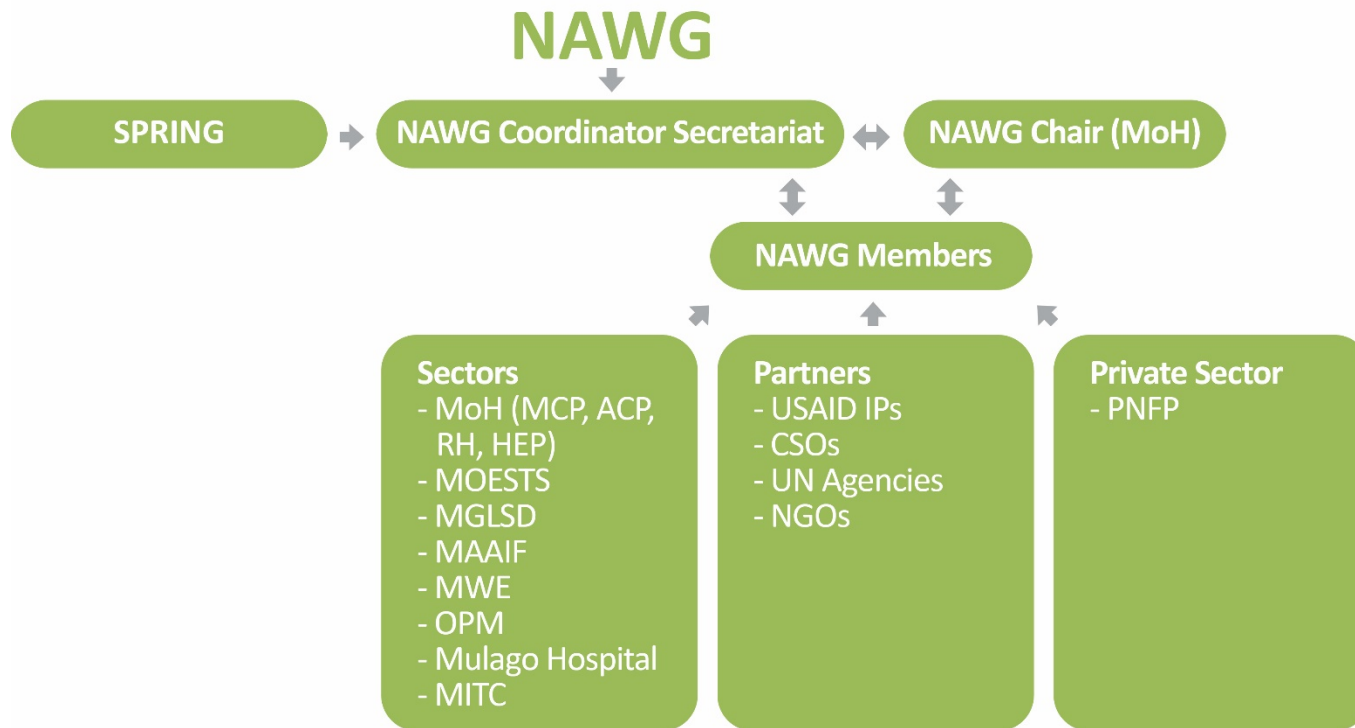 NAWG
SPRING
NAWG Coordinator Secretariat
NAWG Chair (MoH)
NAWG Members
Sectors
- MoH (MCP, ACP,
RH, HEP)
- MOESTS
- MGLSD
- MAAIF
- MWE
- OPM
- Mulago Hospital
- MITC
Partners
- USAID IPs
- CSOs
- UN Agencies
- NGOs
Private Sector
- PNFP